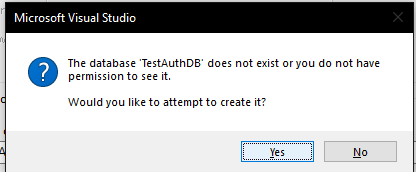 Microsoft Visual Studio
The database 'TestAuthDB' does not exist or you do not have
permission to see it.
Would you like to attempt to create it?
Yes
No